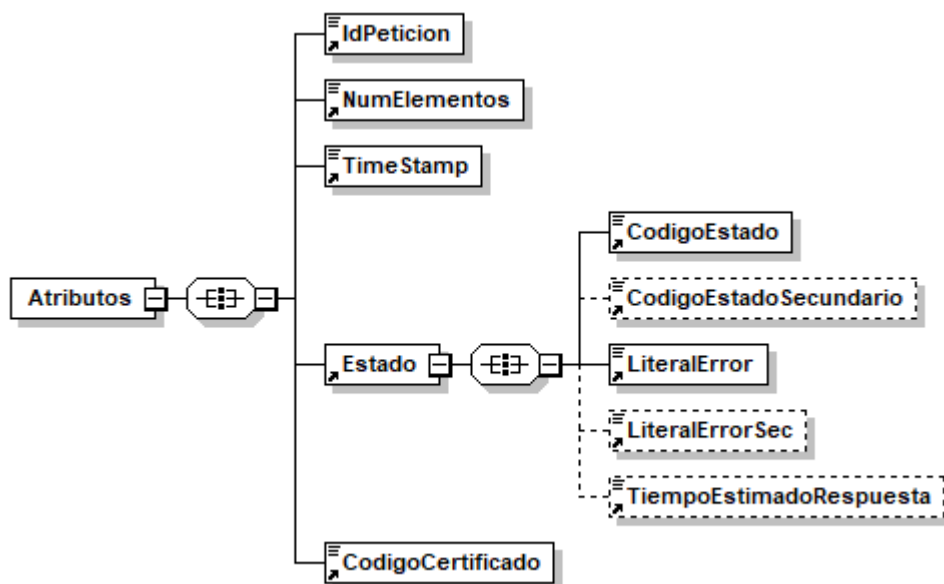 IdPeticion
NumElementos
TimeStamp
CodigoEstado
CodigoEstadoSecundario
Atributos
Estado
LiteralError
LiteralErrorSec
TiempoEstimadoRespuesta
CodigoCertificado